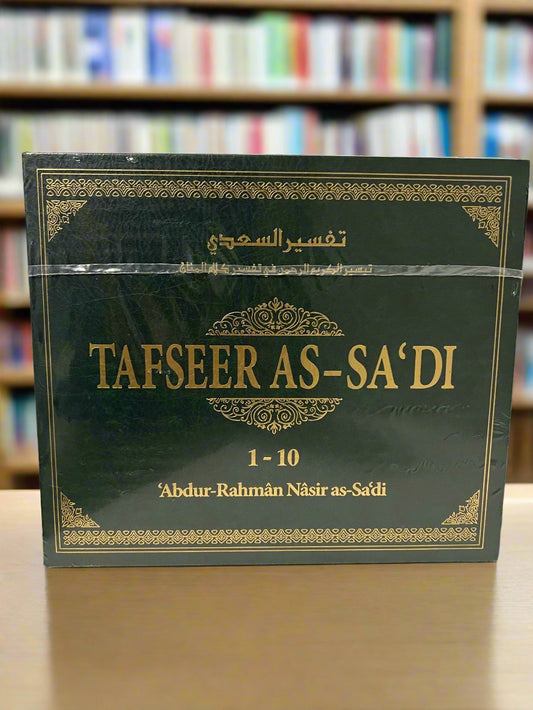 تفسير السعدي
تيسير الكريم الرحمن في تفسير كلام المنان
TAFSEER AS–SA‘DI
1 - 10
‘Abdur-Rahmân Nâsir as-Sa‘di